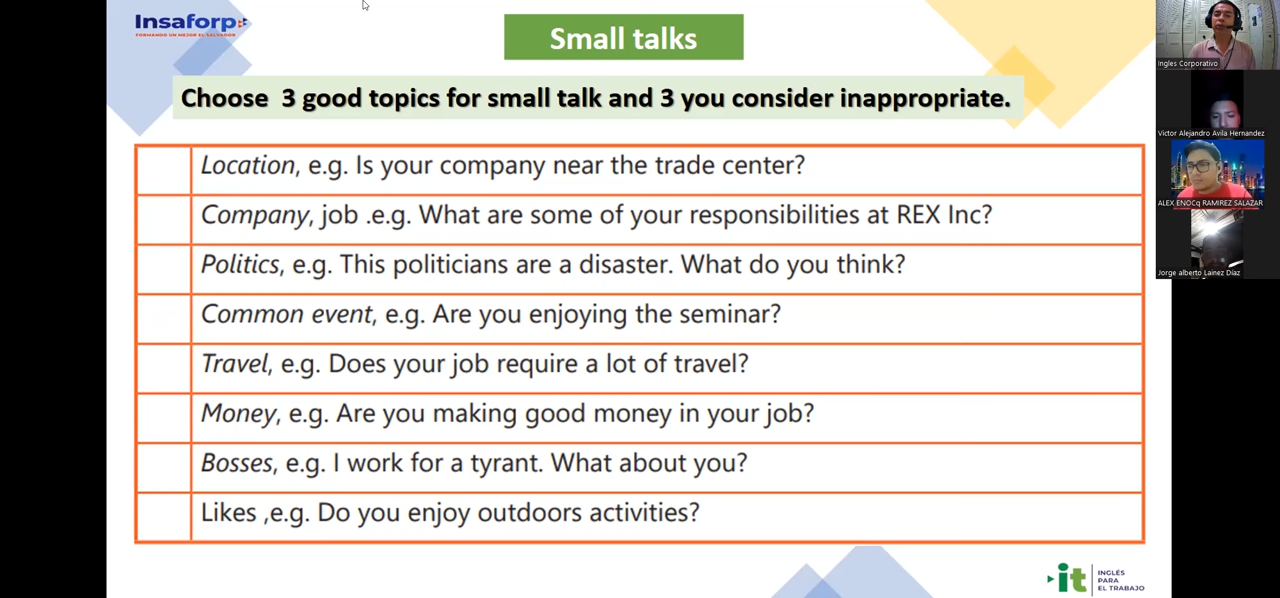 Insaforp
FORMANDO UN MEJOR EL SALVADOR
Small talks
Choose 3 good topics for small talk and 3 you consider inappropriate.
Location, e.g. Is your company near the trade center?
Company, job .e.g. What are some of your responsibilities at REX Inc?
Politics, e.g. This politicians are a disaster. What do you think?
Common event, e.g. Are you enjoying the seminar?
Travel, e.g. Does your job require a lot of travel?
Money, e.g. Are you making good money in your job?
Bosses, e.g. I work for a tyrant. What about you?
Likes ,e.g. Do you enjoy outdoors activities?
it
INGLÉS
PARA
EL TRABAJO
Ingles Corporativo
Victor Alejandro Avila Hernandez
ALEX ENOCq RAMIREZ SALAZAR
Jorge alberto Lainez Díaz